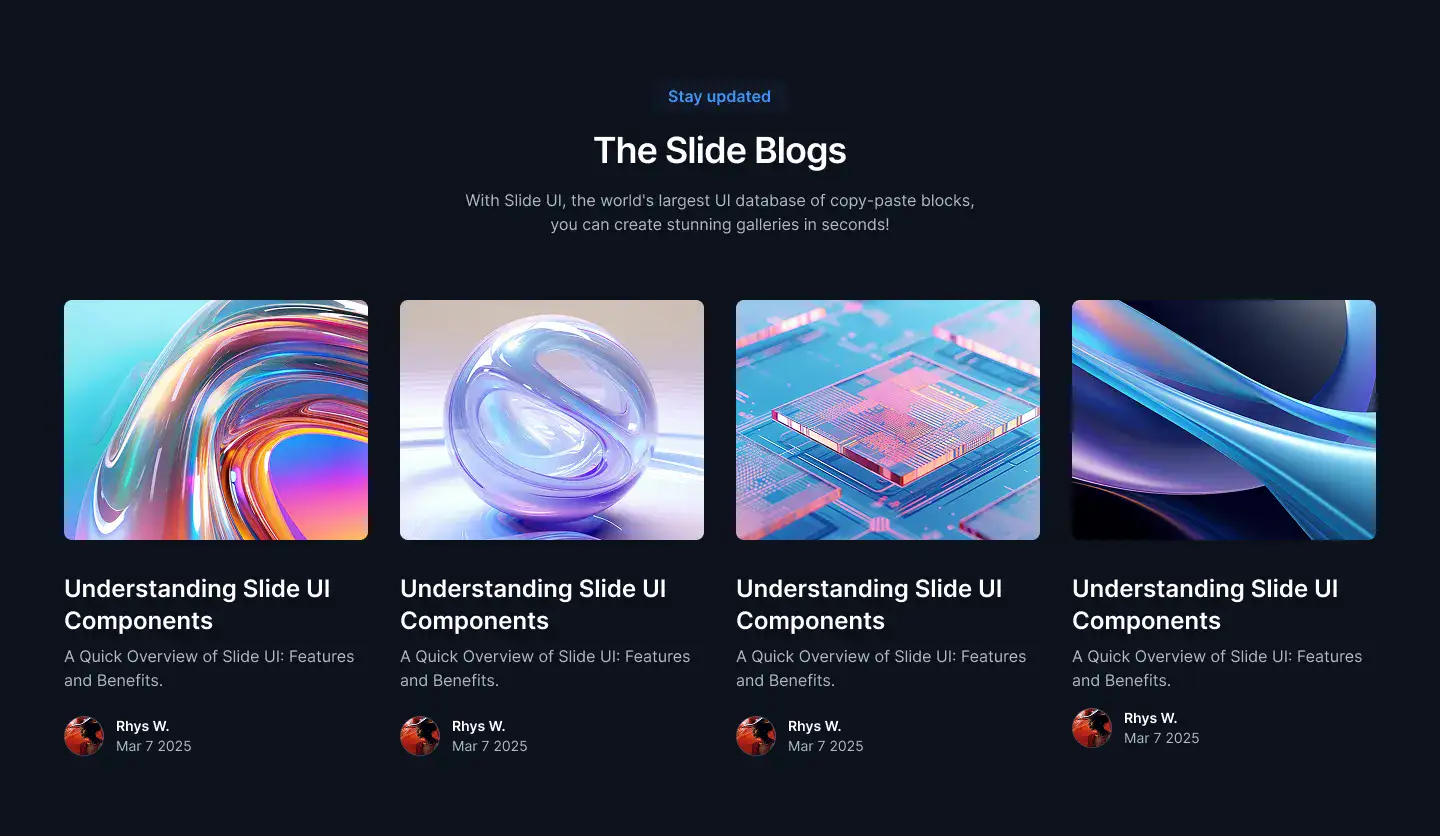 Stay updated
The Slide Blogs
With Slide UI, the world's largest UI database of copy-paste blocks,
you can create stunning galleries in seconds!
Understanding Slide UI
Components
A Quick Overview of Slide UI: Features
and Benefits.
Rhys W.
Mar 7 2025
Understanding Slide UI
Components
A Quick Overview of Slide UI: Features
and Benefits.
Rhys W.
Mar 7 2025
Understanding Slide UI
Components
A Quick Overview of Slide UI: Features
and Benefits.
Rhys W.
Mar 7 2025
Understanding Slide UI
Components
A Quick Overview of Slide UI: Features
and Benefits.
Rhys W.
Mar 7 2025